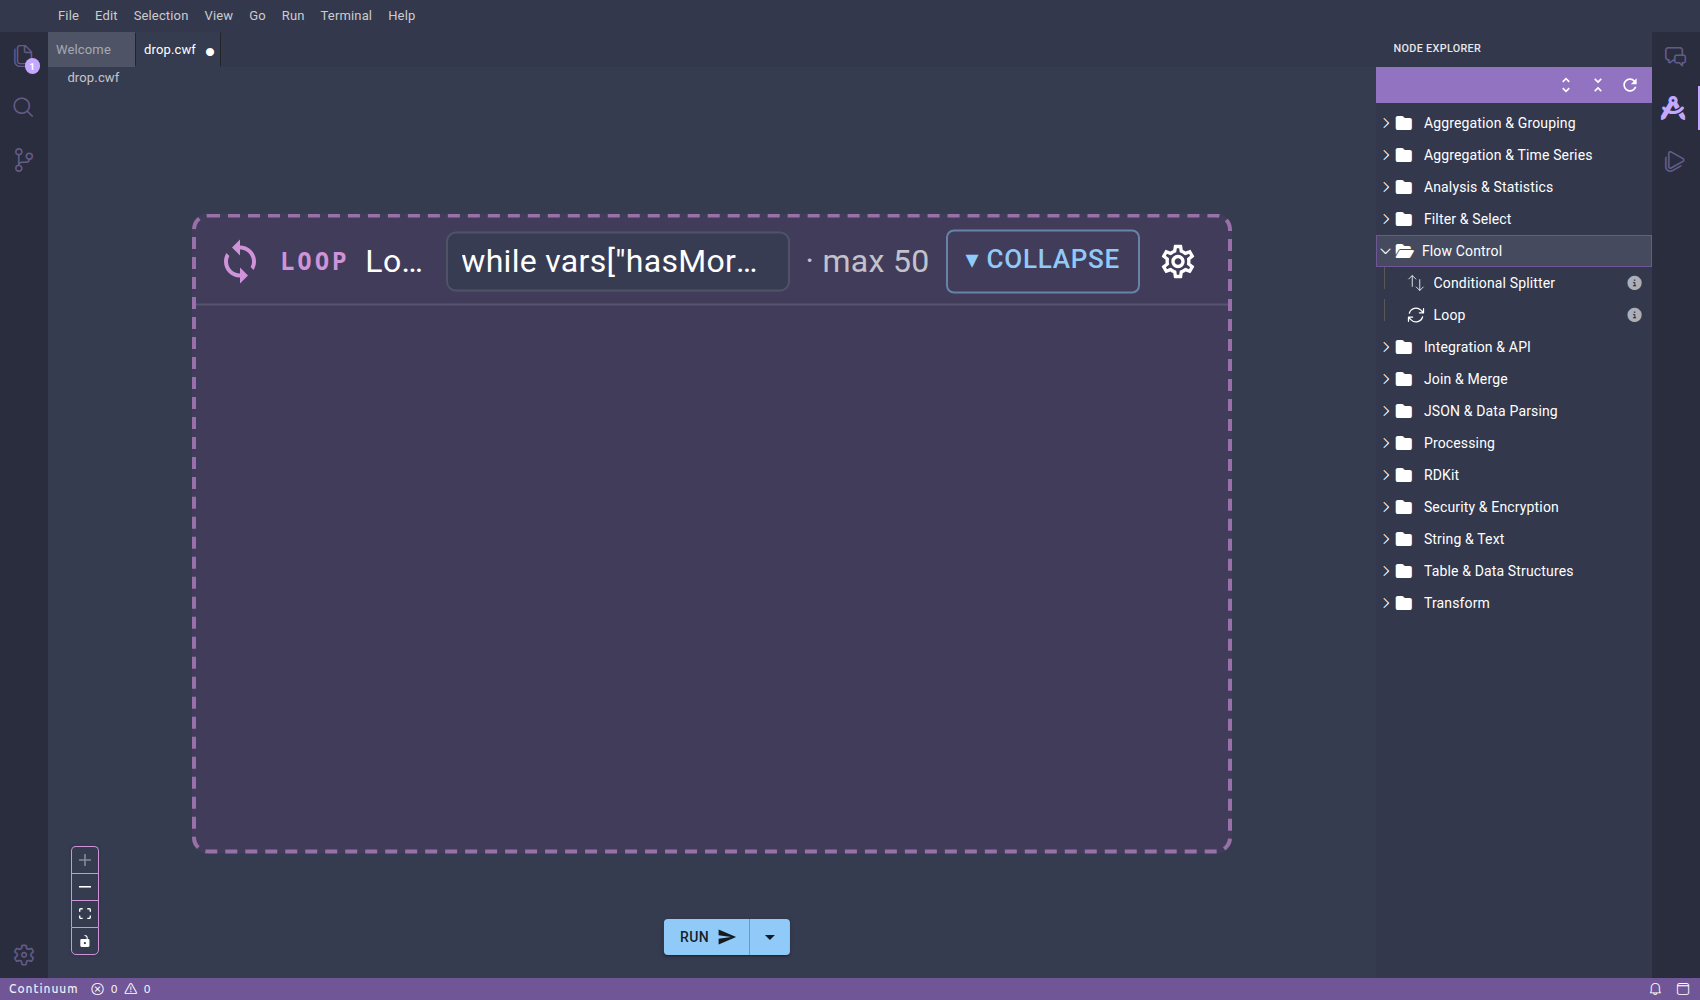 File Edit Selection View Go Run Terminal Help
Welcome drop.cwf
drop.cwf
LOOP Lo... while vars["hasMor... · max 50 ▾ COLLAPSE
RUN
NODE EXPLORER
Aggregation & Grouping
Aggregation & Time Series
Analysis & Statistics
Filter & Select
Flow Control
Conditional Splitter
Loop
Integration & API
Join & Merge
JSON & Data Parsing
Processing
RDKit
Security & Encryption
String & Text
Table & Data Structures
Transform
1
Continuum 0 0